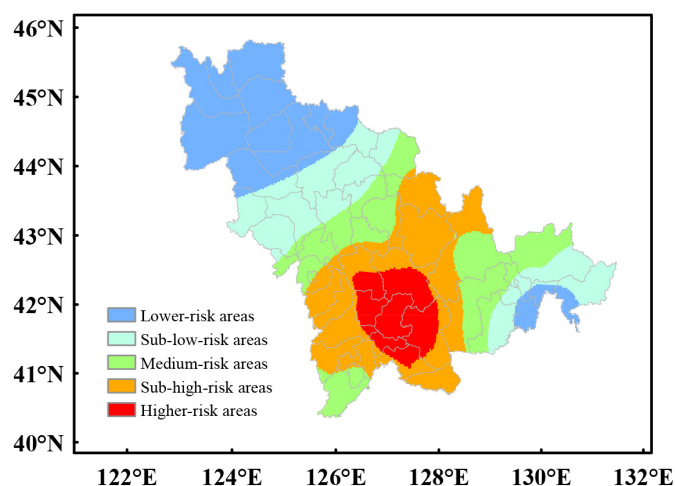 46°N
45°N
44°N
43°N
42°N
41°N
40°N
Lower-risk areas
Sub-low-risk areas
Medium-risk areas
Sub-high-risk areas
Higher-risk areas
122°E 124°E 126°E 128°E 130°E 132°E